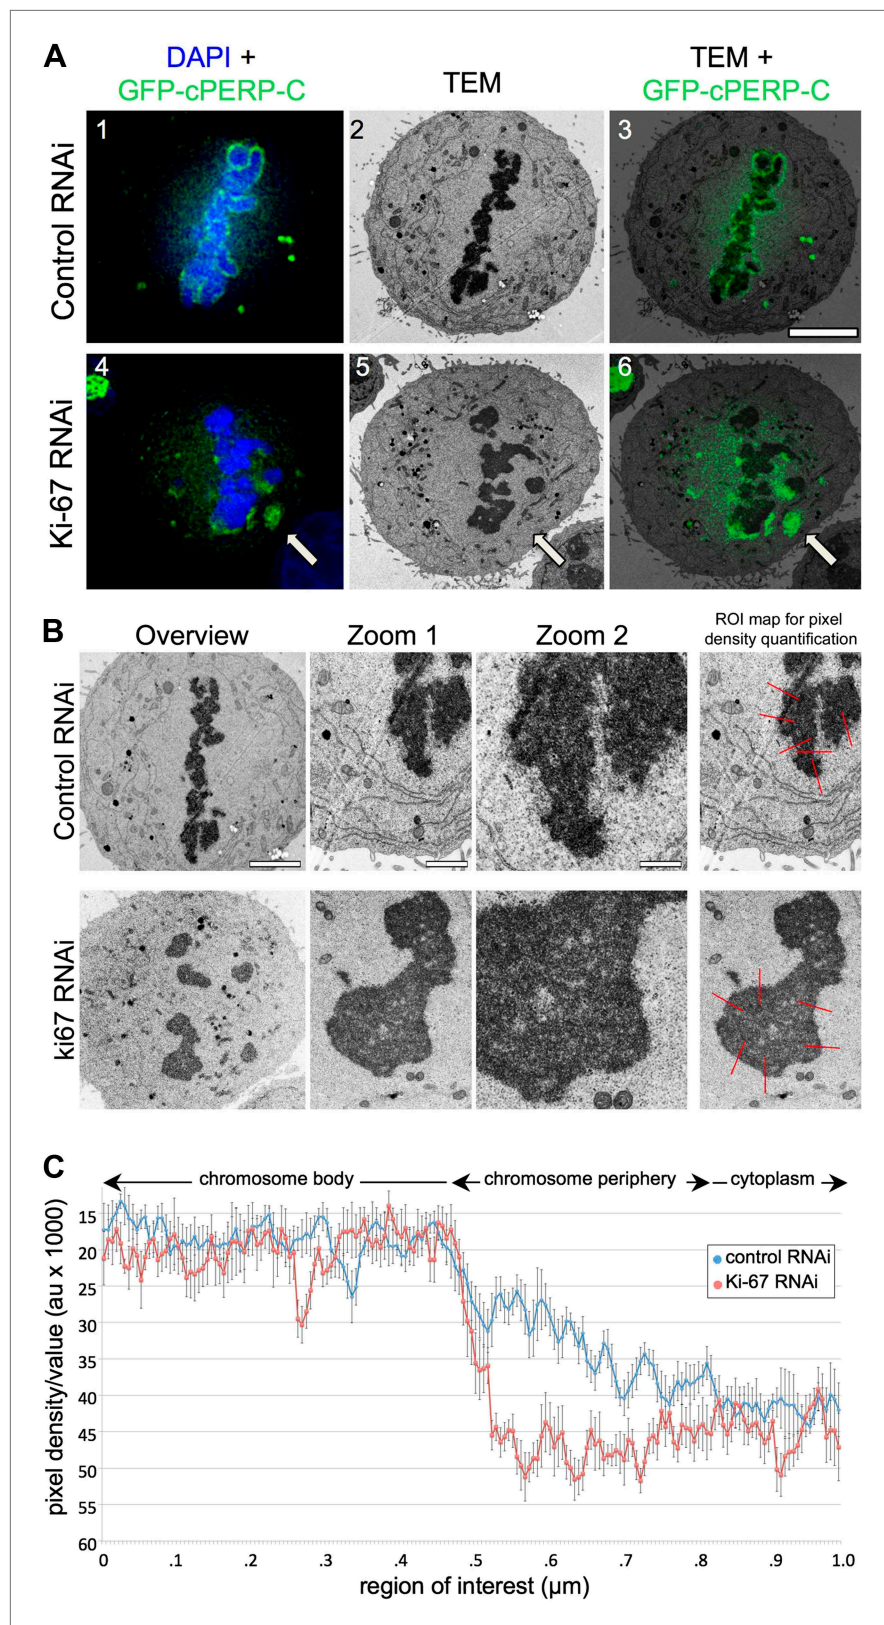 A
DAPI +
GFP-cPERP-C
TEM
TEM +
GFP-cPERP-C
Control RNAi
1
2
3
Ki-67 RNAi
4
5
6
B
Overview
Zoom 1
Zoom 2
ROI map for pixel
density quantification
Control RNAi
ki67 RNAi
C
chromosome body
chromosome periphery
cytoplasm
pixel density/value (au x 1000)
15
20
25
30
35
40
45
50
55
60
control RNAi
Ki-67 RNAi
0 .1 .2 .3 .4 .5 .6 .7 .8 .9 1.0
region of interest (µm)